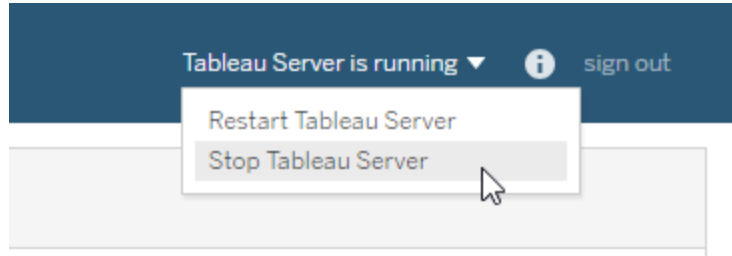 Tableau Server is running ▼ i sign out
Restart Tableau Server
Stop Tableau Server